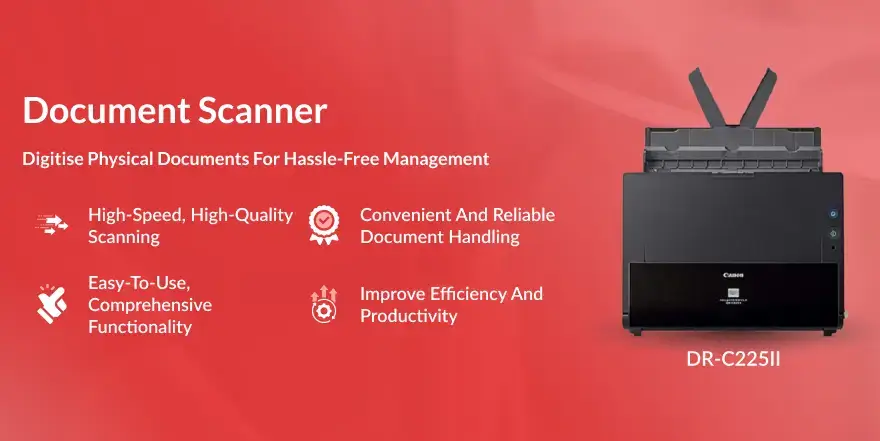 Document Scanner
Digitise Physical Documents For Hassle-Free Management
High-Speed, High-Quality
Scanning
Convenient And Reliable
Document Handling
Easy-To-Use,
Comprehensive
Functionality
Improve Efficiency And
Productivity
Canon
DR-C225II